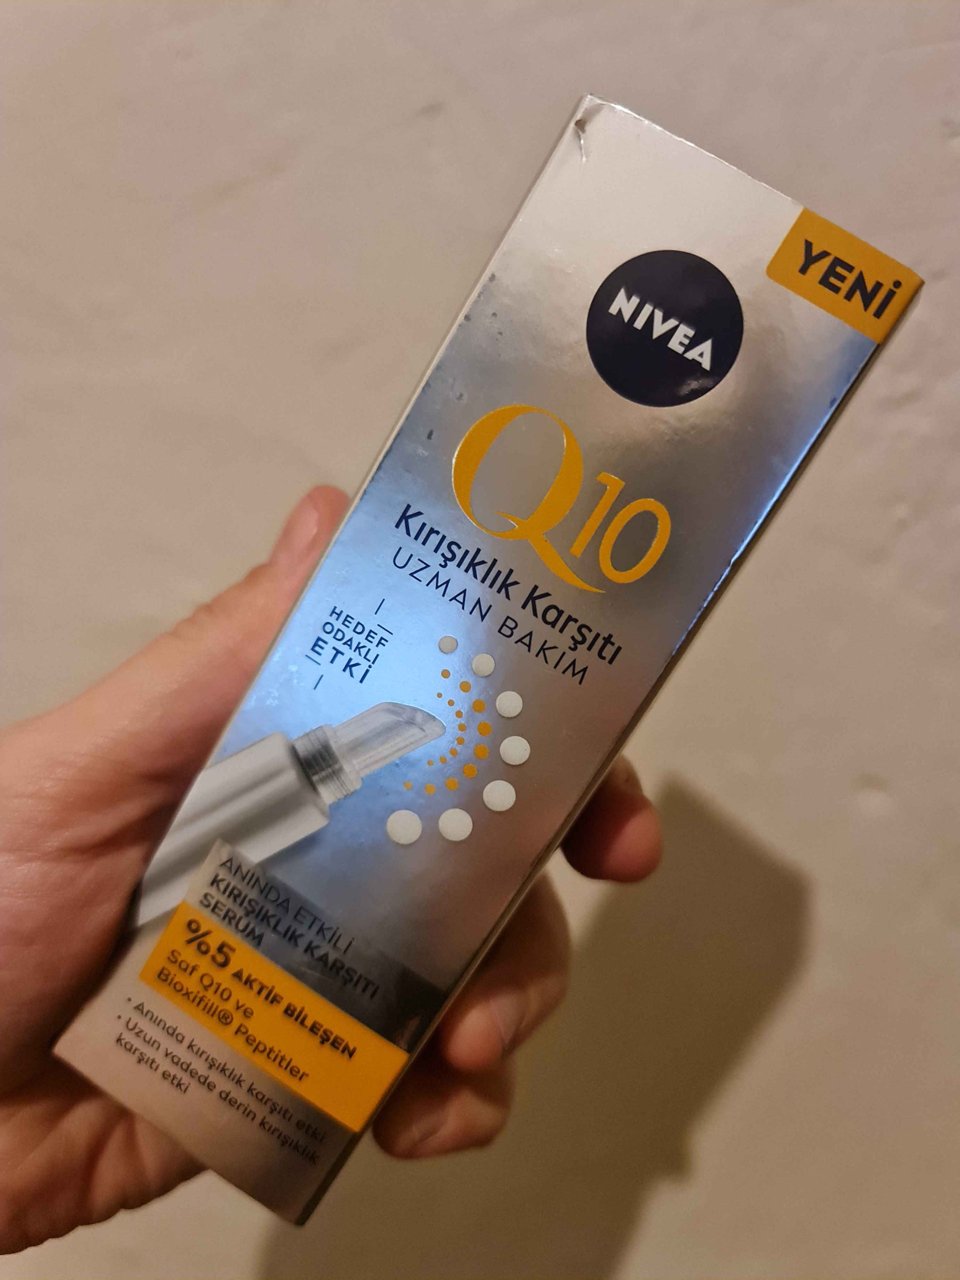 YENİ
NIVEA
Q10
Kırışıklık Karşıtı
UZMAN BAKIM
HEDEF
ODAKLI
ETKİ
ANINDA ETKİLİ
KIRIŞIKLIK KARŞITI
SERUM
%5 AKTİF BİLEŞEN
Saf Q10 ve
Bioxifill® Peptitler
• Anında kırışıklık karşıtı etki
• Uzun vadede derin kırışıklık
karşıtı etki